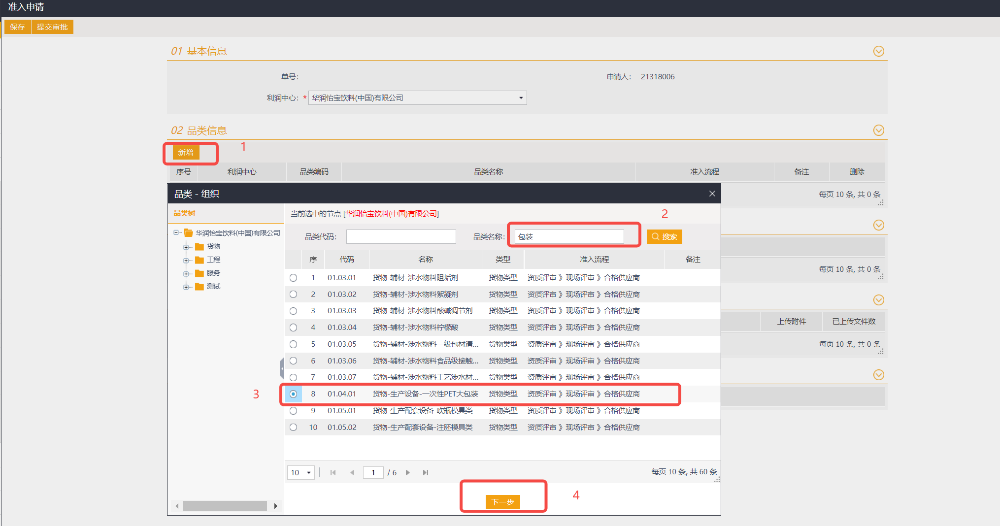 准入申请
保存 提交审批
01 基本信息
单号： 申请人： 21318006
利润中心：* 华润怡宝饮料(中国)有限公司
02 品类信息
新增 1
序号 利润中心 品类编码 品类名称 准入流程 备注 删除
每页 10 条, 共 0 条
品类 - 组织
品类树
华润怡宝饮料(中国)有限公司
货物
工程
服务
测试
当前选中的节点 [华润怡宝饮料(中国)有限公司] 2
品类代码： 品类名称： 包装 搜索
序 代码 名称 类型 准入流程 备注
1 01.03.01 货物-辅材-涉水物料阻垢剂 货物类型 资质评审 》现场评审 》合格供应商
2 01.03.02 货物-辅材-涉水物料絮凝剂 货物类型 资质评审 》现场评审 》合格供应商
3 01.03.03 货物-辅材-涉水物料酸碱调节剂 货物类型 资质评审 》现场评审 》合格供应商
4 01.03.04 货物-辅材-涉水物料柠檬酸 货物类型 资质评审 》现场评审 》合格供应商
5 01.03.05 货物-辅材-涉水物料一级包材清... 货物类型 资质评审 》现场评审 》合格供应商
6 01.03.06 货物-辅材-涉水物料食品级接触... 货物类型 资质评审 》现场评审 》合格供应商
7 01.03.07 货物-辅材-涉水物料工艺涉水材... 货物类型 资质评审 》现场评审 》合格供应商
3 8 01.04.01 货物-生产设备-一次性PET大包装 货物类型 资质评审 》现场评审 》合格供应商
9 01.05.01 货物-生产配套设备-吹瓶模具类 货物类型 资质评审 》现场评审 》合格供应商
10 01.05.02 货物-生产配套设备-注胚模具类 货物类型 资质评审 》现场评审 》合格供应商
10 1 / 6 每页 10 条, 共 60 条
下一步 4
每页 10 条, 共 0 条
上传附件 已上传文件数
每页 10 条, 共 0 条